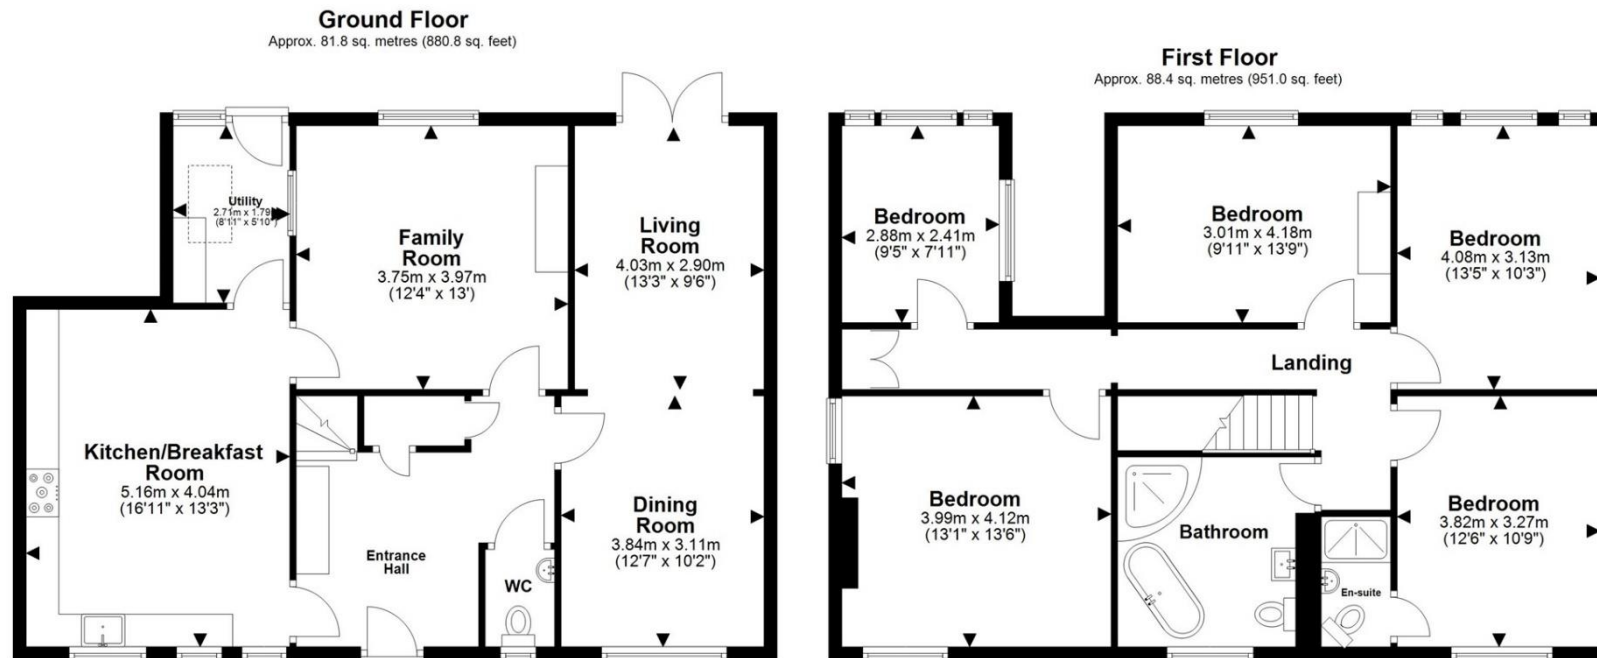 Ground Floor
Approx. 81.8 sq. metres (880.8 sq. feet)
Utility
2.71m x 1.79
(8'11" x 5'10")
Family
Room
3.75m x 3.97m
(12'4" x 13')
Living
Room
4.03m x 2.90m
(13'3" x 9'6")
Kitchen/Breakfast
Room
5.16m x 4.04m
(16'11" x 13'3")
Entrance
Hall
WC
Dining
Room
3.84m x 3.11m
(12'7" x 10'2")
First Floor
Approx. 88.4 sq. metres (951.0 sq. feet)
Bedroom
2.88m x 2.41m
(9'5" x 7'11")
Bedroom
3.01m x 4.18m
(9'11" x 13'9")
Bedroom
4.08m x 3.13m
(13'5" x 10'3")
Landing
Bedroom
3.99m x 4.12m
(13'1" x 13'6")
Bathroom
En-suite
Bedroom
3.82m x 3.27m
(12'6" x 10'9")